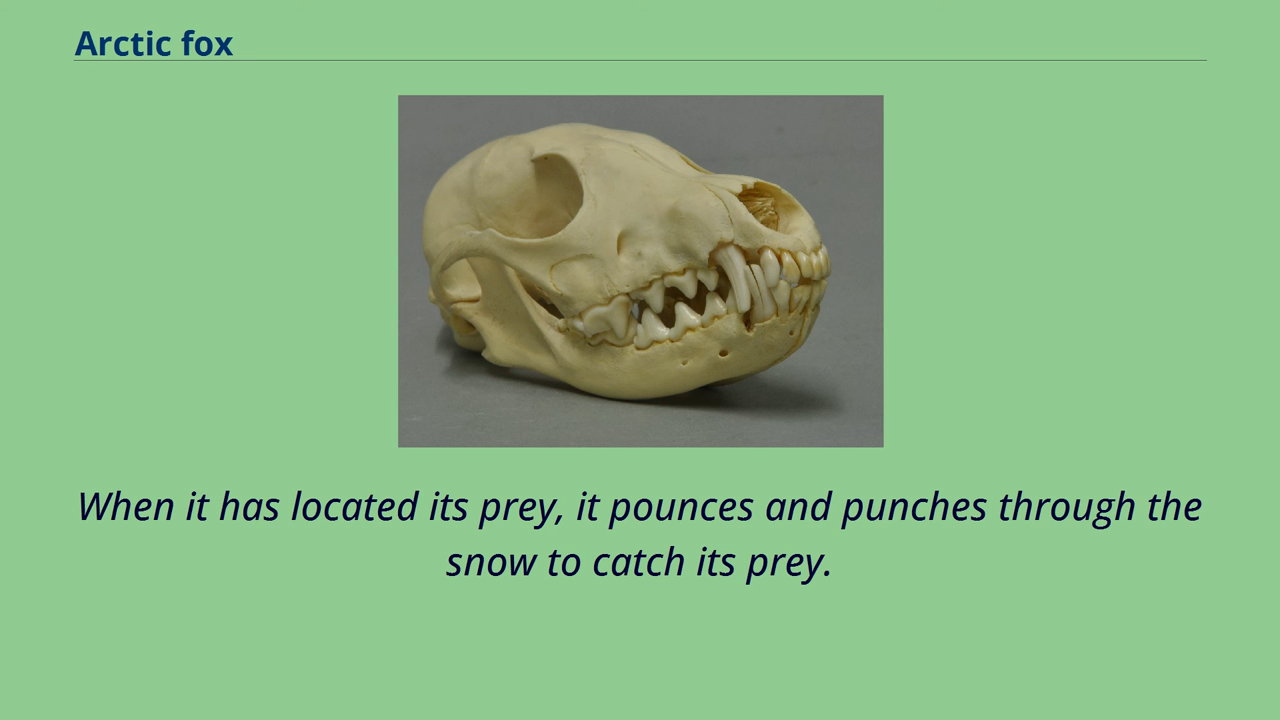 Arctic fox
When it has located its prey, it pounces and punches through the
snow to catch its prey.